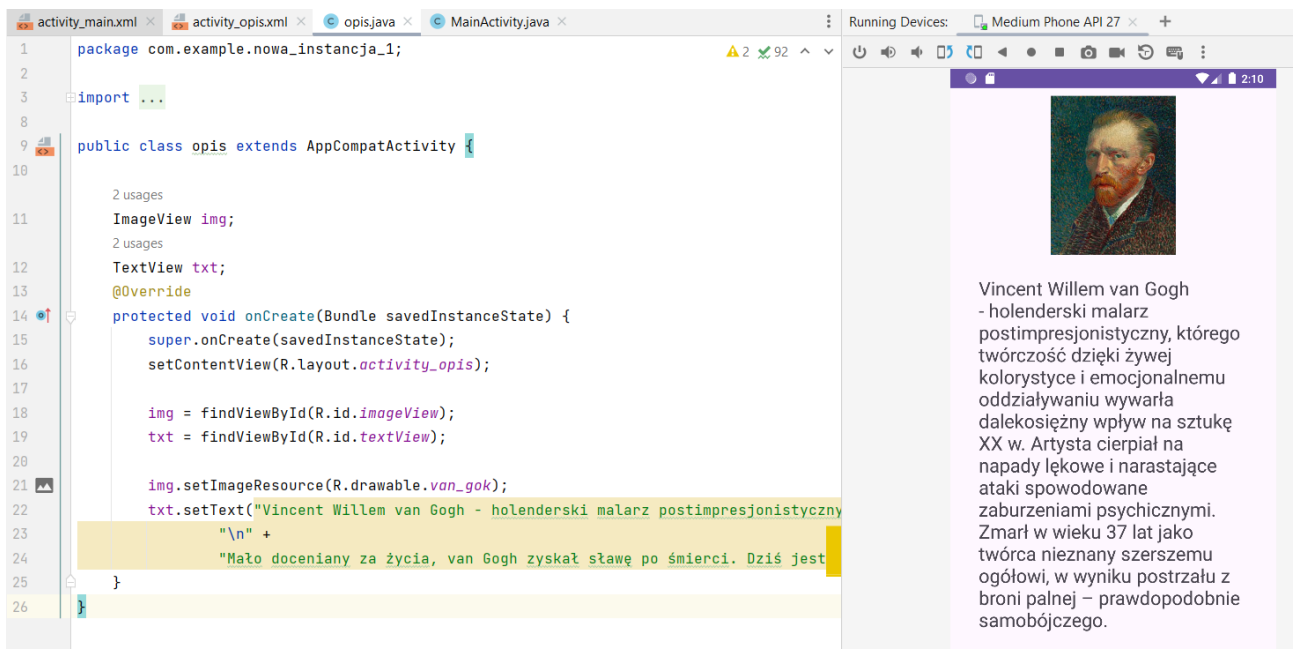 activity_main.xml × activity_opis.xml × opis.java × MainActivity.java × Running Devices: Medium Phone API 27 × +
1 package com.example.nowa_instancja_1; 2 92
2
3 import ...
8
9 public class opis extends AppCompatActivity {
10
2 usages
11 ImageView img;
2 usages
12 TextView txt;
13 @Override
14 protected void onCreate(Bundle savedInstanceState) {
15 super.onCreate(savedInstanceState);
16 setContentView(R.layout.activity_opis);
17
18 img = findViewById(R.id.imageView);
19 txt = findViewById(R.id.textView);
20
21 img.setImageResource(R.drawable.van_gok);
22 txt.setText("Vincent Willem van Gogh - holenderski malarz postimpresjonistyczny
23 "\n" +
24 "Mało doceniany za życia, van Gogh zyskał sławę po śmierci. Dziś jest
25 }
26 }
2:10
Vincent Willem van Gogh
- holenderski malarz
postimpresjonistyczny, którego
twórczość dzięki żywej
kolorystyce i emocjonalnemu
oddziaływaniu wywarła
dalekosiężny wpływ na sztukę
XX w. Artysta cierpiał na
napady lękowe i narastające
ataki spowodowane
zaburzeniami psychicznymi.
Zmarł w wieku 37 lat jako
twórca nieznany szerszemu
ogółowi, w wyniku postrzału z
broni palnej – prawdopodobnie
samobójczego.